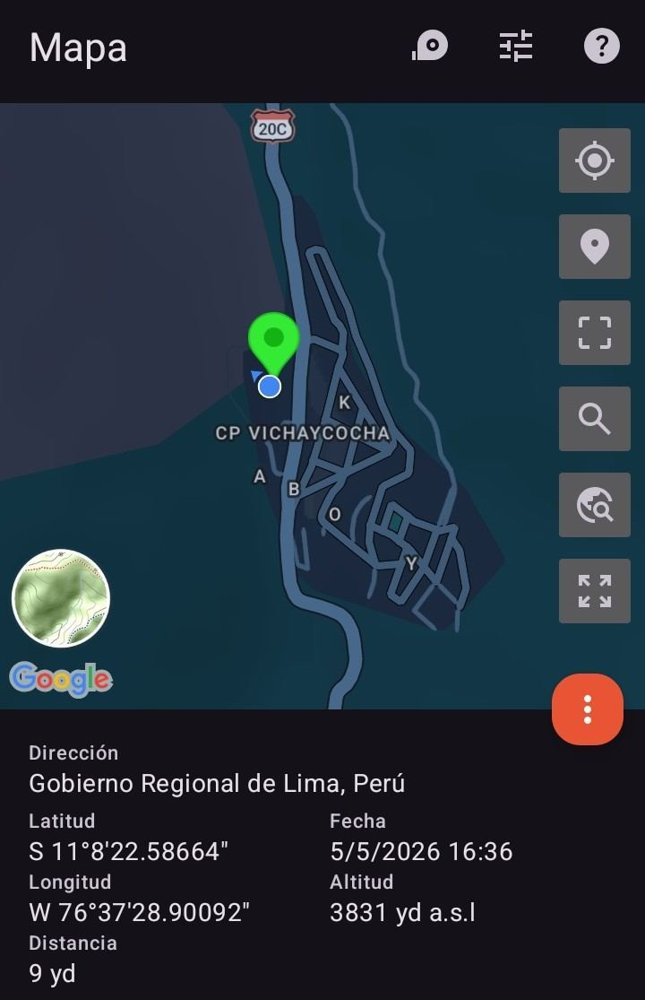 Mapa
20C
K
CP VICHAYCOCHA
A
B
O
Y
Google
Dirección
Gobierno Regional de Lima, Perú
Latitud
Fecha
S 11°8'22.58664"
5/5/2026 16:36
Longitud
Altitud
W 76°37'28.90092"
3831 yd a.s.l
Distancia
9 yd